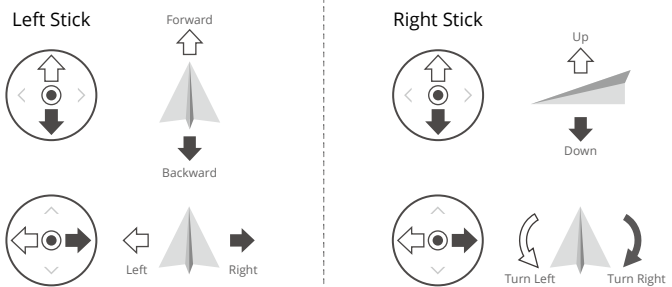 Left Stick
Forward
Backward
Left
Right
Right Stick
Up
Down
Turn Left
Turn Right